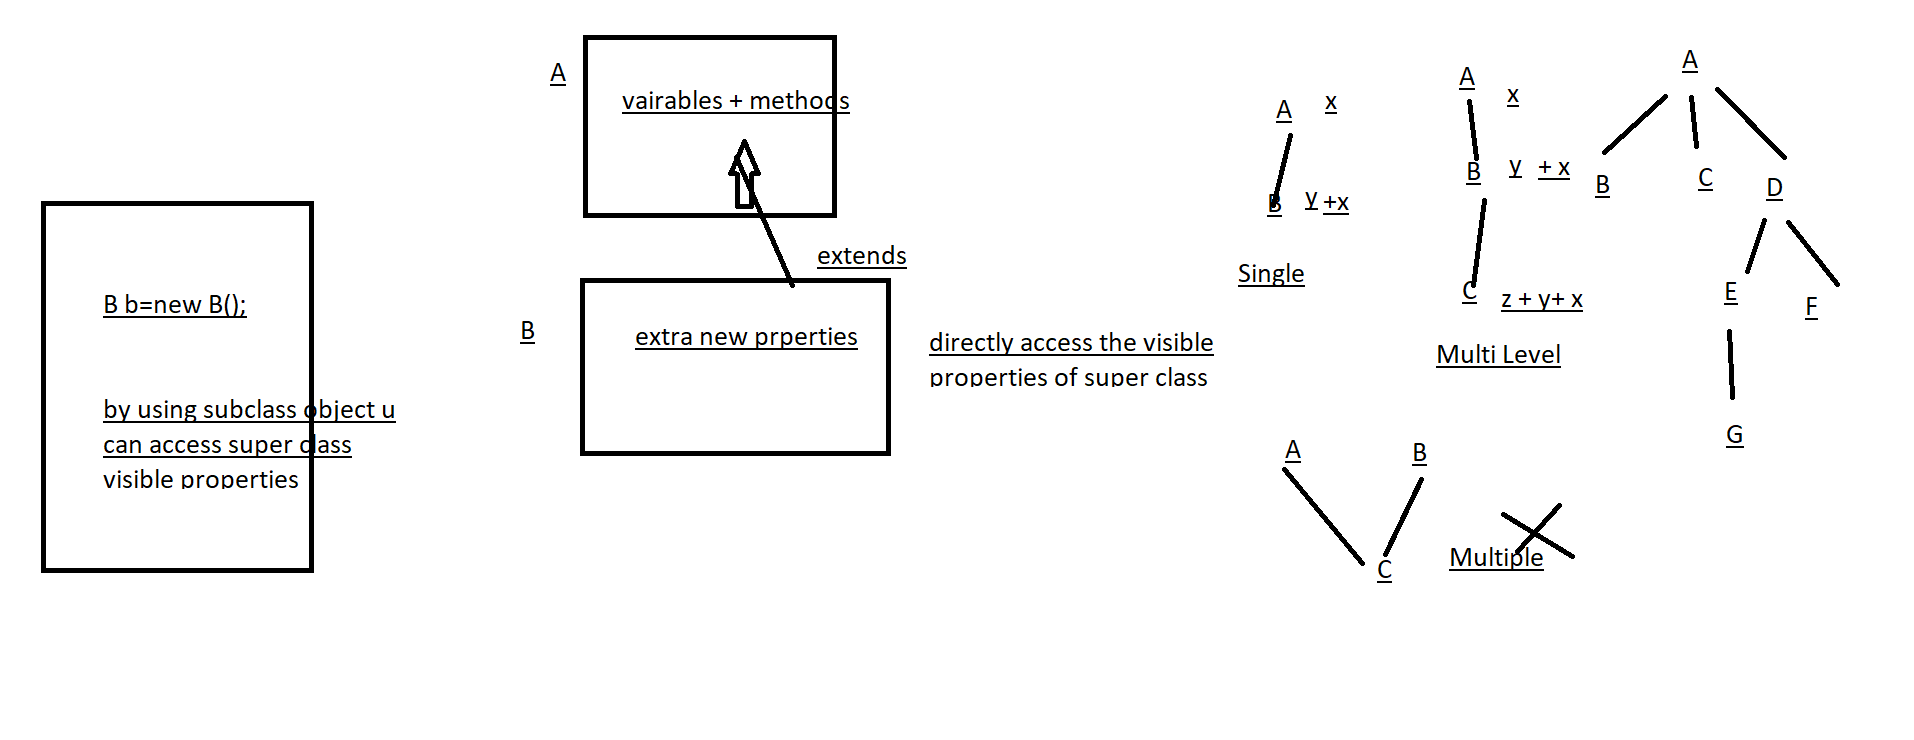 B b=new B();
by using subclass object u
can access super class
visible properties
A
vairables + methods
extends
B
extra new prperties
directly access the visible
properties of super class
A x
B y +x
Single
A x
B y + x
C z + y+ x
Multi Level
A
B C D
E F
G
A B
C
Multiple